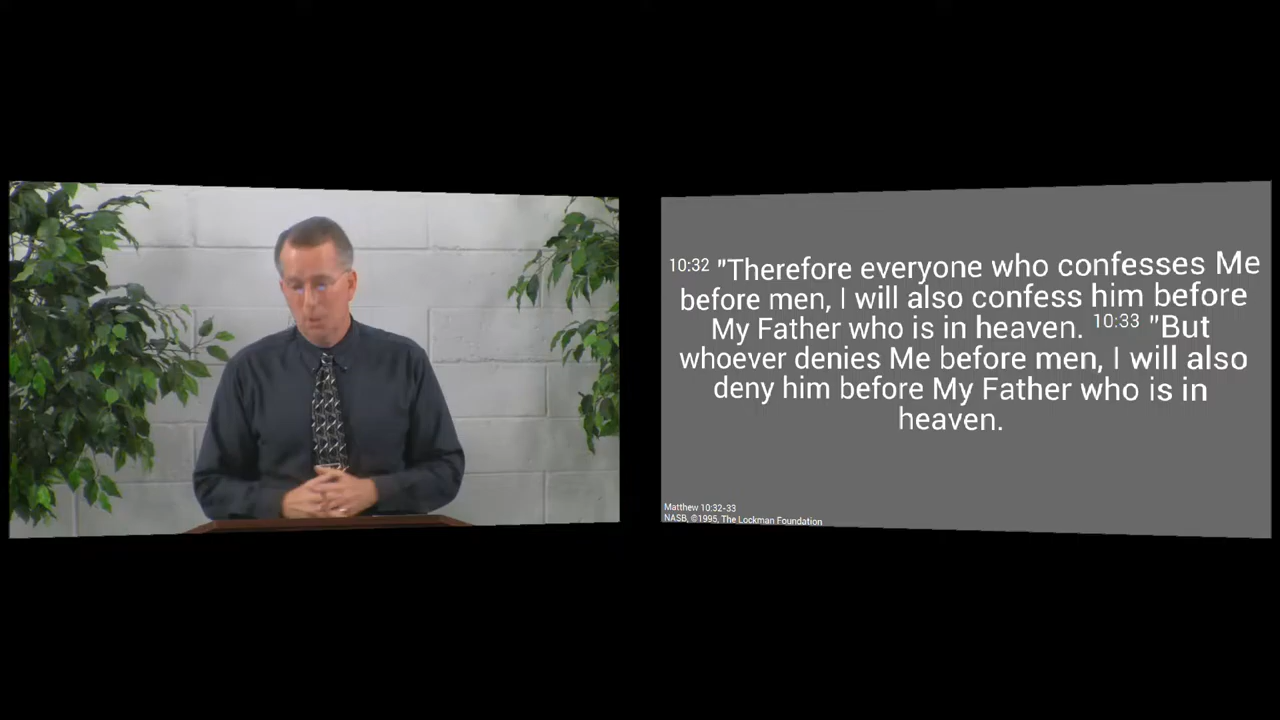 10:32 "Therefore everyone who confesses Me
before men, I will also confess him before
My Father who is in heaven. 10:33 "But
whoever denies Me before men, I will also
deny him before My Father who is in
heaven.
Matthew 10:32-33
NASB, ©1995, The Lockman Foundation